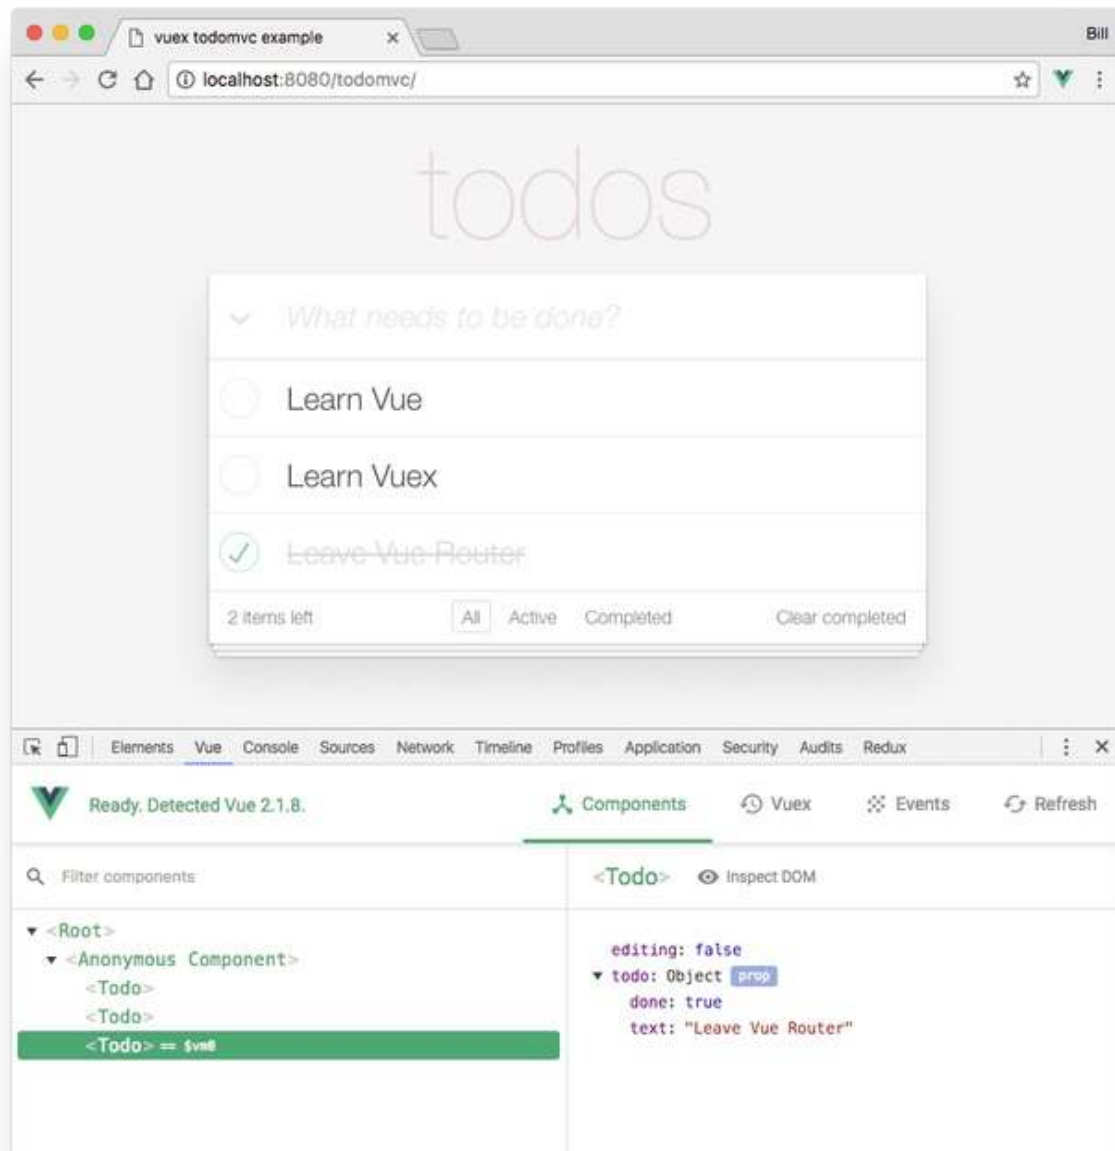 vuex todomvc example
Bill
localhost:8080/todomvc/
todos
What needs to be done?
Learn Vue
Learn Vuex
Leave Vue Router
2 items left All Active Completed Clear completed
Elements Vue Console Sources Network Timeline Profiles Application Security Audits Redux
Ready. Detected Vue 2.1.8. Components Vuex Events Refresh
Filter components
<Todo> Inspect DOM
<Root>
<Anonymous Component>
<Todo>
<Todo>
<Todo> == $vm0
editing: false
todo: Object prop
done: true
text: "Leave Vue Router"